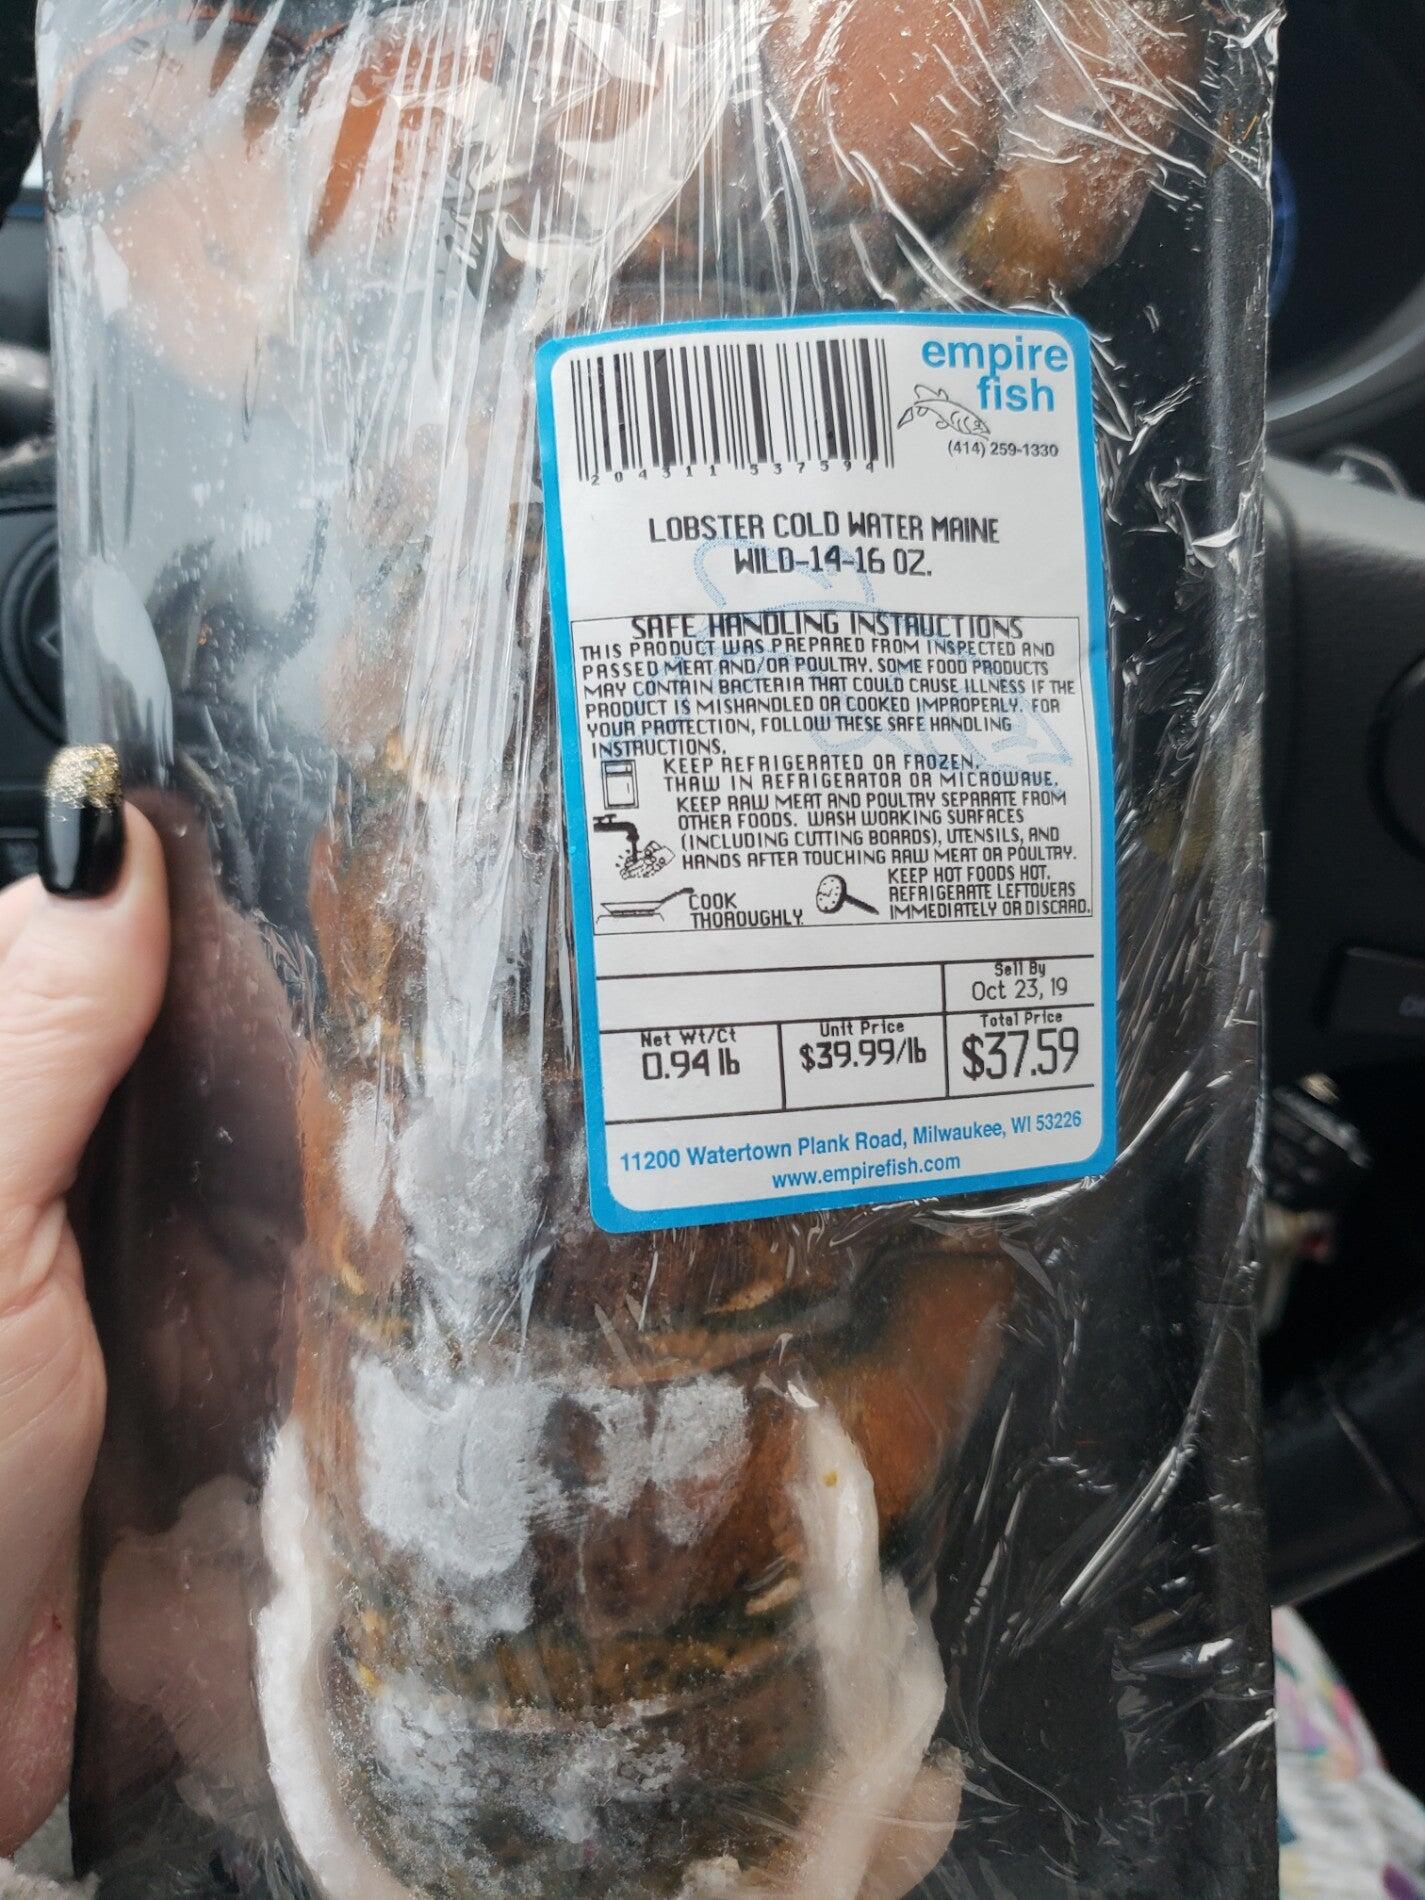 empire
fish
(414) 259-1330
2 04311 537594
LOBSTER COLD WATER MAINE
WILD-14-16 OZ.
SAFE HANDLING INSTRUCTIONS
THIS PRODUCT WAS PREPARED FROM INSPECTED AND
PASSED MEAT AND/OR POULTRY. SOME FOOD PRODUCTS
MAY CONTAIN BACTERIA THAT COULD CAUSE ILLNESS IF THE
PRODUCT IS MISHANDLED OR COOKED IMPROPERLY. FOR
YOUR PROTECTION, FOLLOW THESE SAFE HANDLING
INSTRUCTIONS.
KEEP REFRIGERATED OR FROZEN.
THAW IN REFRIGERATOR OR MICROWAVE.
KEEP RAW MEAT AND POULTRY SEPARATE FROM
OTHER FOODS. WASH WORKING SURFACES
(INCLUDING CUTTING BOARDS), UTENSILS, AND
HANDS AFTER TOUCHING RAW MEAT OR POULTRY.
COOK
THOROUGHLY.
KEEP HOT FOODS HOT.
REFRIGERATE LEFTOVERS
IMMEDIATELY OR DISCARD.
Sell By
Oct 23, 19
Net Wt/Ct
0.94 lb
Unit Price
$39.99/lb
Total Price
$37.59
11200 Watertown Plank Road, Milwaukee, WI 53226
www.empirefish.com